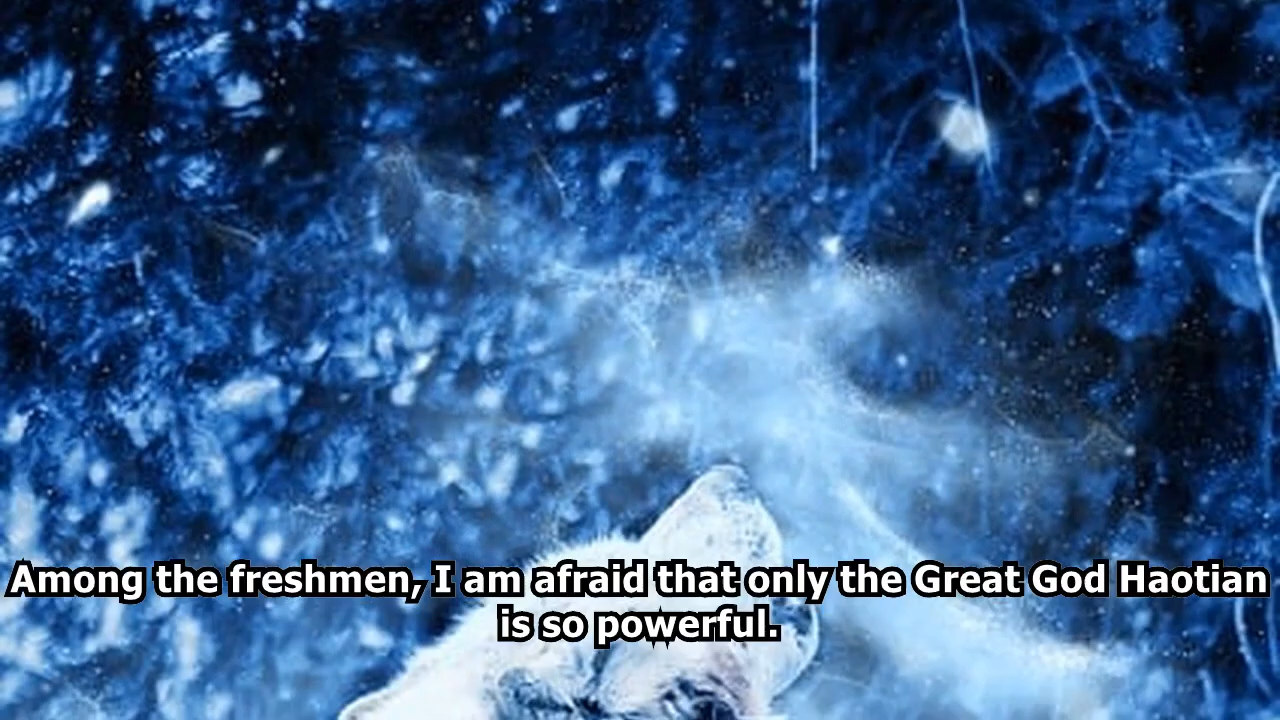 Among the freshmen, I am afraid that only the Great God Haotian
is so powerful.